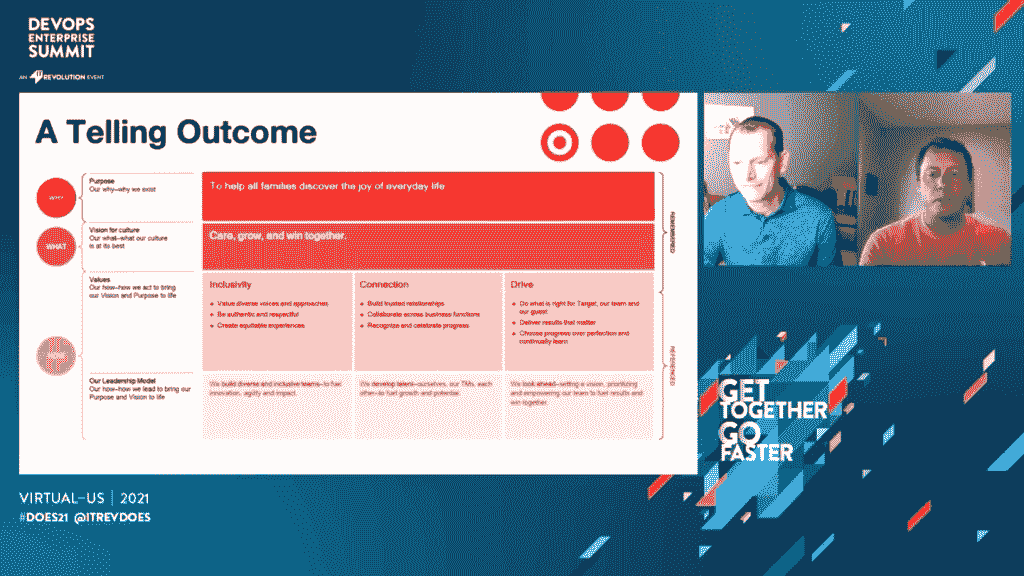 DEVOPS
ENTERPRISE
SUMMIT
AN IT REVOLUTION EVENT
A Telling Outcome
WHY?
Purpose
Our why–why we exist
To help all families discover the joy of everyday life
WHAT
Vision for culture
Our what–what our culture
is at its best
Care, grow, and win together.
REMEMBERED
HOW
Values
Our how–how we act to bring
our Vision and Purpose to life
Inclusivity
Value diverse voices and approaches
Be authentic and respectful
Create equitable experiences
Connection
Build trusted relationships
Collaborate across business functions
Recognize and celebrate progress
Drive
Do what is right for Target, our team and
our guest
Deliver results that matter
Choose progress over perfection and
continually learn
REFERENCED
Our Leadership Model
Our how–how we lead to bring our
Purpose and Vision to life
We build diverse and inclusive teams–to fuel
innovation, agility and impact.
We develop talent–ourselves, our TMs, each
other–to fuel growth and potential.
We look ahead–setting a vision, prioritizing
and empowering our team to fuel results and
win together.
GET
TOGETHER
GO
FASTER
VIRTUAL–US | 2021
#DOES21 @ITREVDOES